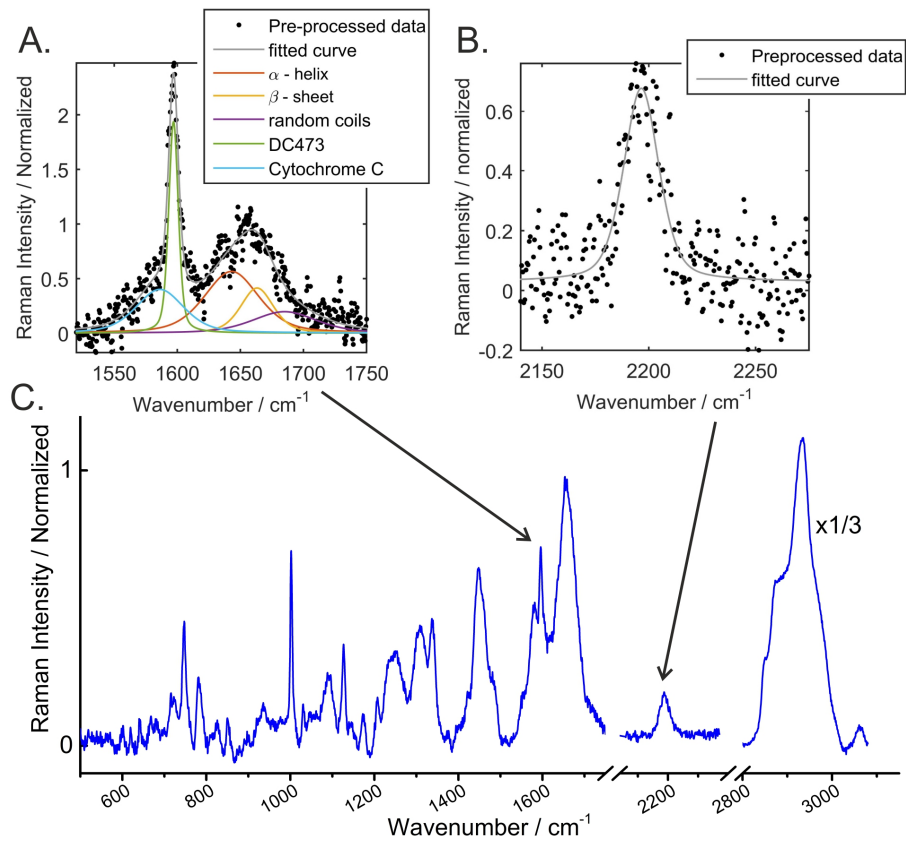 A.
Pre-processed data
fitted curve
α - helix
β - sheet
random coils
DC473
Cytochrome C
Raman Intensity / Normalized
2
1.5
1
0.5
0
1550 1600 1650 1700 1750
Wavenumber / cm-1
B.
Preprocessed data
fitted curve
Raman Intensity / normalized
0.6
0.4
0.2
0
-0.2
2150 2200 2250
Wavenumber / cm-1
C.
Raman Intensity / Normalized
1
0
x1/3
600 800 1000 1200 1400 1600 2200 2800 3000
Wavenumber / cm-1